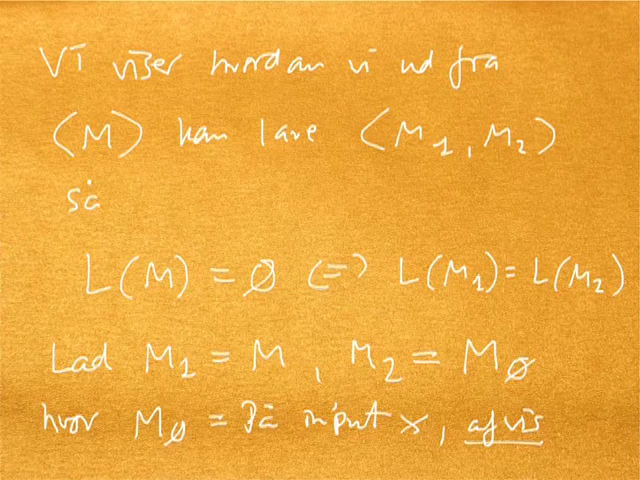 Vi viser hvordan vi ud fra
⟨M⟩ kan lave ⟨M₁, M₂⟩
så
L(M) = ∅ ⟺ L(M₁) = L(M₂)
Lad M₁ = M, M₂ = M∅
hvor M∅ = På input x, afvis